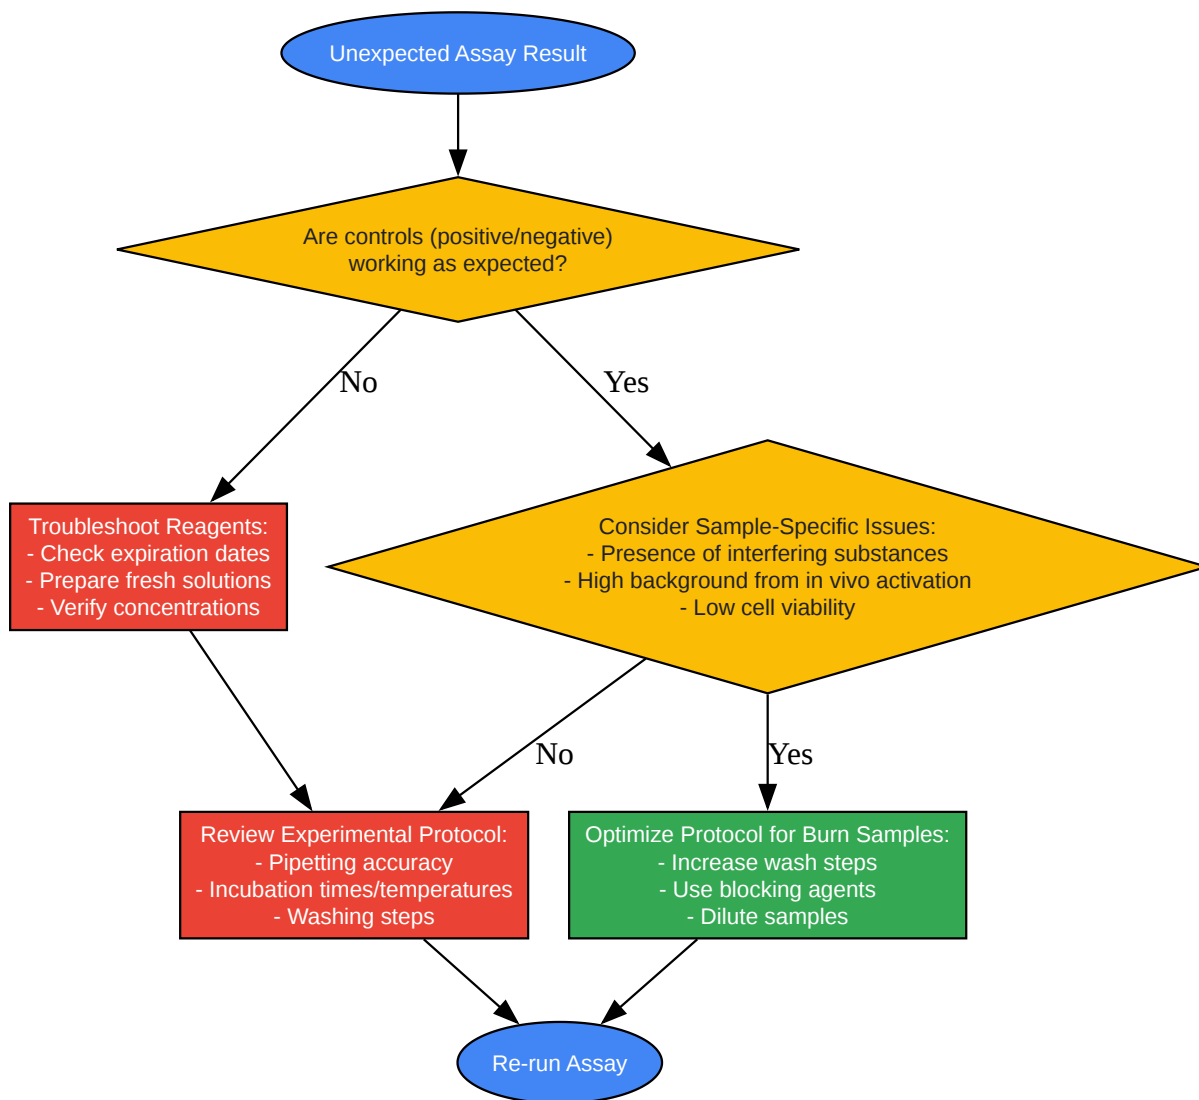 Unexpected Assay Result
Are controls (positive/negative)
working as expected?
No
Yes
Troubleshoot Reagents:
- Check expiration dates
- Prepare fresh solutions
- Verify concentrations
Consider Sample-Specific Issues:
- Presence of interfering substances
- High background from in vivo activation
- Low cell viability
No
Yes
Review Experimental Protocol:
- Pipetting accuracy
- Incubation times/temperatures
- Washing steps
Optimize Protocol for Burn Samples:
- Increase wash steps
- Use blocking agents
- Dilute samples
Re-run Assay